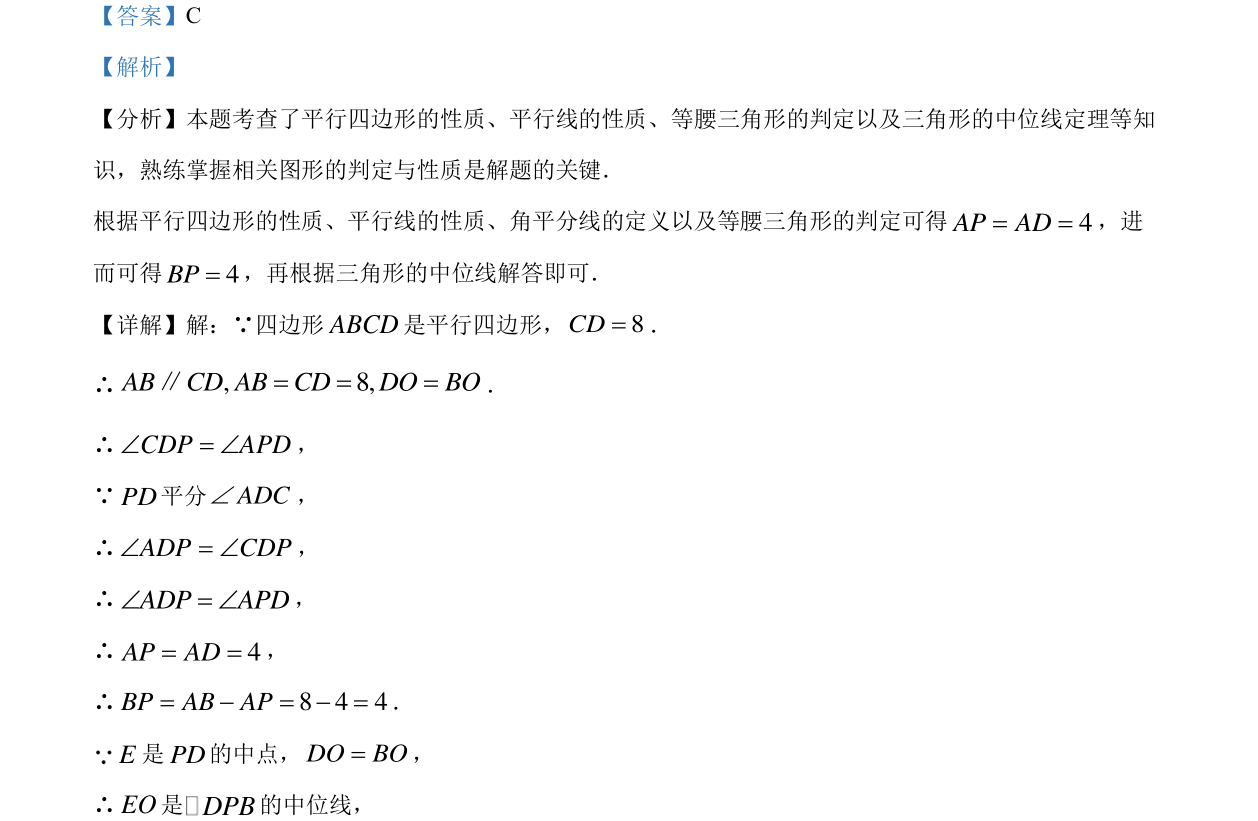 【答案】C
【解析】
【分析】本题考查了平行四边形的性质、平行线的性质、等腰三角形的判定以及三角形的中位线定理等知
识，熟练掌握相关图形的判定与性质是解题的关键．
根据平行四边形的性质、平行线的性质、角平分线的定义以及等腰三角形的判定可得 AP = AD = 4，进
而可得 BP = 4，再根据三角形的中位线解答即可．
【详解】解：∵四边形 ABCD 是平行四边形，CD = 8．
∴ AB // CD, AB = CD = 8, DO = BO．
∴ ∠CDP = ∠APD，
∵ PD 平分∠ADC，
∴ ∠ADP = ∠CDP，
∴ ∠ADP = ∠APD，
∴ AP = AD = 4，
∴ BP = AB − AP = 8 − 4 = 4．
∵ E 是 PD 的中点，DO = BO，
∴ EO 是□DPB 的中位线，